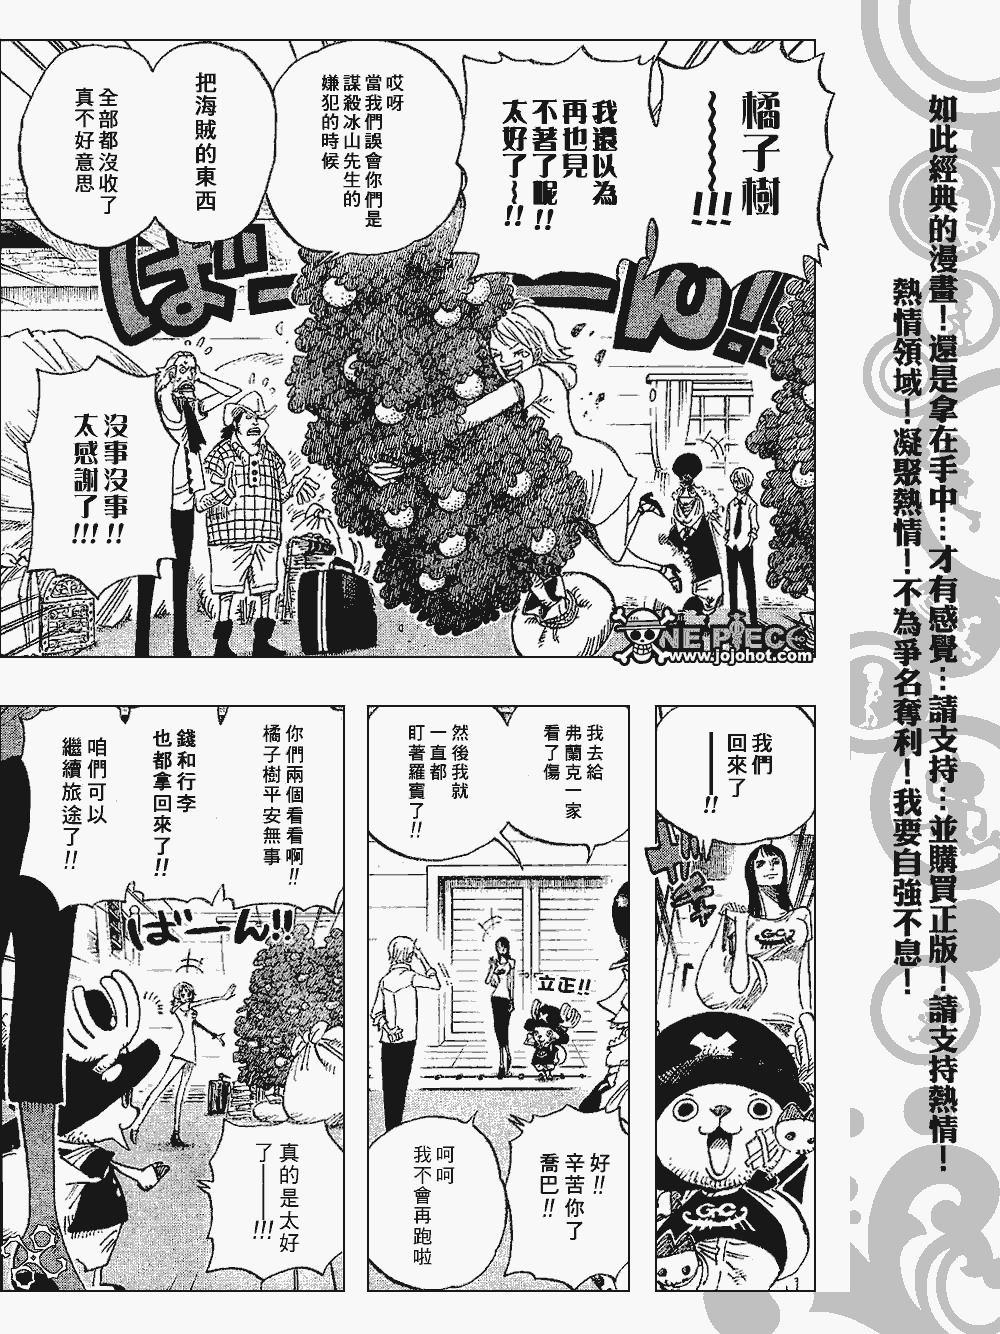 如此經典的漫畫！還是拿在手中…才有感覺…請支持…並購買正版！請支持熱情！
熱情領域！凝聚熱情！不為爭名奪利！我要自強不息！
橘子樹
～～～!!!
我還以為
再也見
不著了呢!!
太好了～!!
哎呀
當我們誤會你們是
謀殺冰山先生的
嫌犯的時候
把海賊的東西
全部都沒收了
真不好意思
ばーーん!!
沒事沒事!!
太感謝了!!!
ONE PIECE
www.jojohot.com
我們
回來了
——!!
GC
GC
我去給
弗蘭克一家
看了傷
然後我就
一直都
盯著羅賓了!!
立正!!
好!!
辛苦你了
喬巴!!
呵呵
我不會再跑啦
你們兩個看看啊!!
橘子樹平安無事
錢和行李
也都拿回來了!!
咱們可以
繼續旅途了!!
ばーん!!
真的是太好
了——!!!